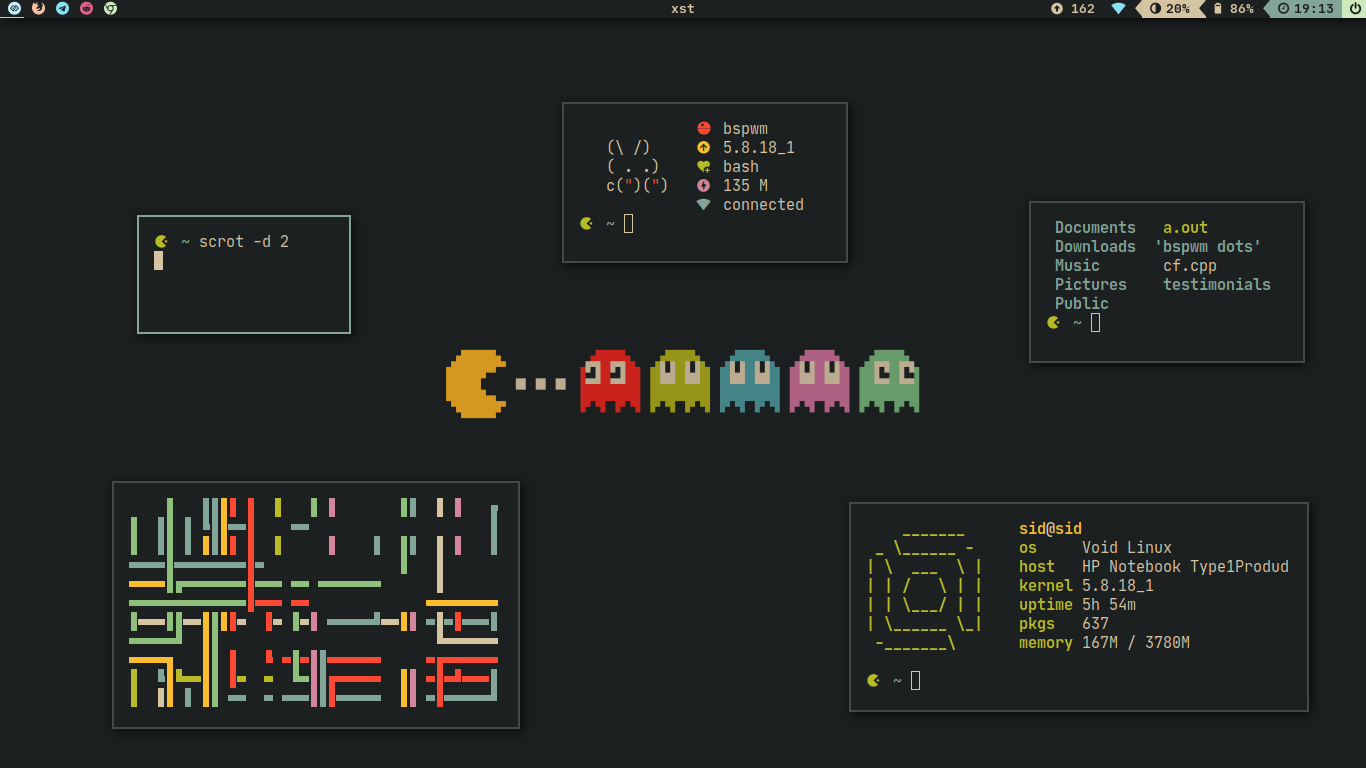 xst
162
20%
86%
19:13
bspwm
(\ /) 5.8.18_1
( . .) bash
c(")(") 135 M
connected
~
~ scrot -d 2
Documents a.out
Downloads 'bspwm dots'
Music cf.cpp
Pictures testimonials
Public
~
sid@sid
os Void Linux
host HP Notebook Type1Produd
kernel 5.8.18_1
uptime 5h 54m
pkgs 637
memory 167M / 3780M
~